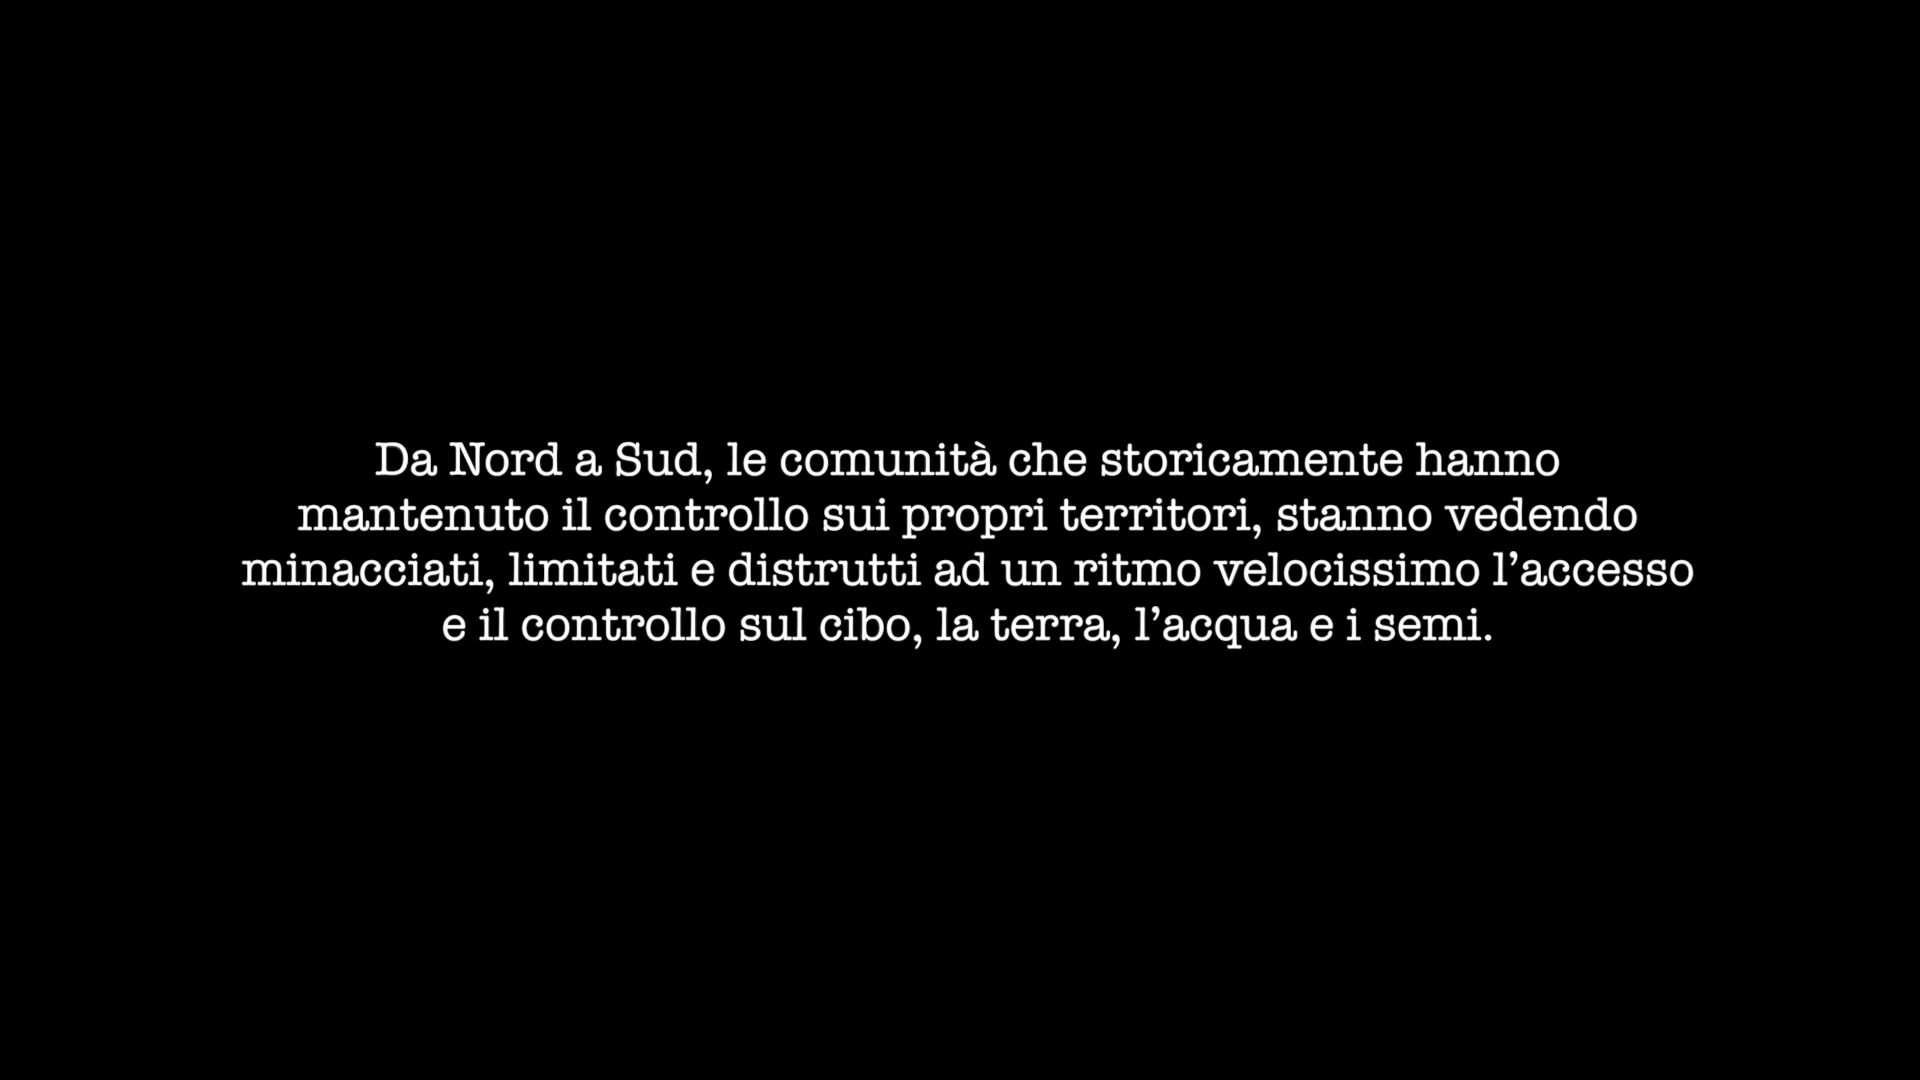 Da Nord a Sud, le comunità che storicamente hanno
mantenuto il controllo sui propri territori, stanno vedendo
minacciati, limitati e distrutti ad un ritmo velocissimo l’accesso
e il controllo sul cibo, la terra, l’acqua e i semi.